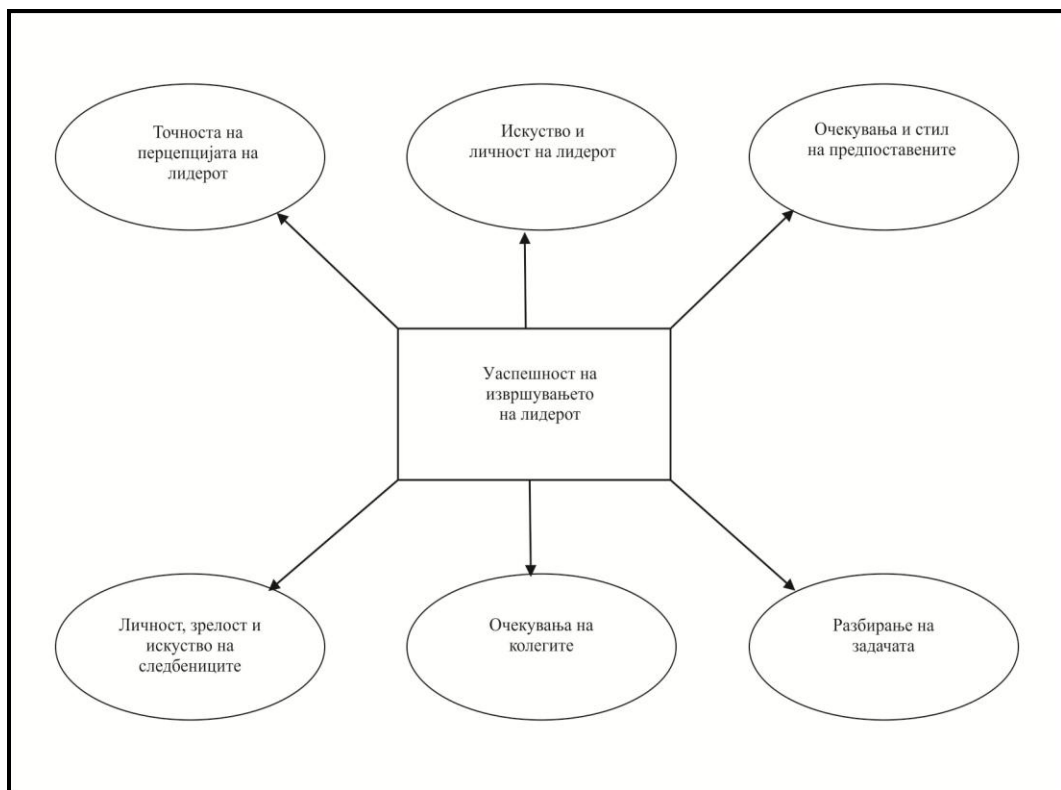 Точноста на
перцепцијата на
лидерот
Искуство и
личност на лидерот
Очекувања и стил
на предпоставените
Уаспешност на
извршувањето
на лидерот
Личност, зрелост и
искуство на
следбениците
Очекувања на
колегите
Разбирање на
задачата